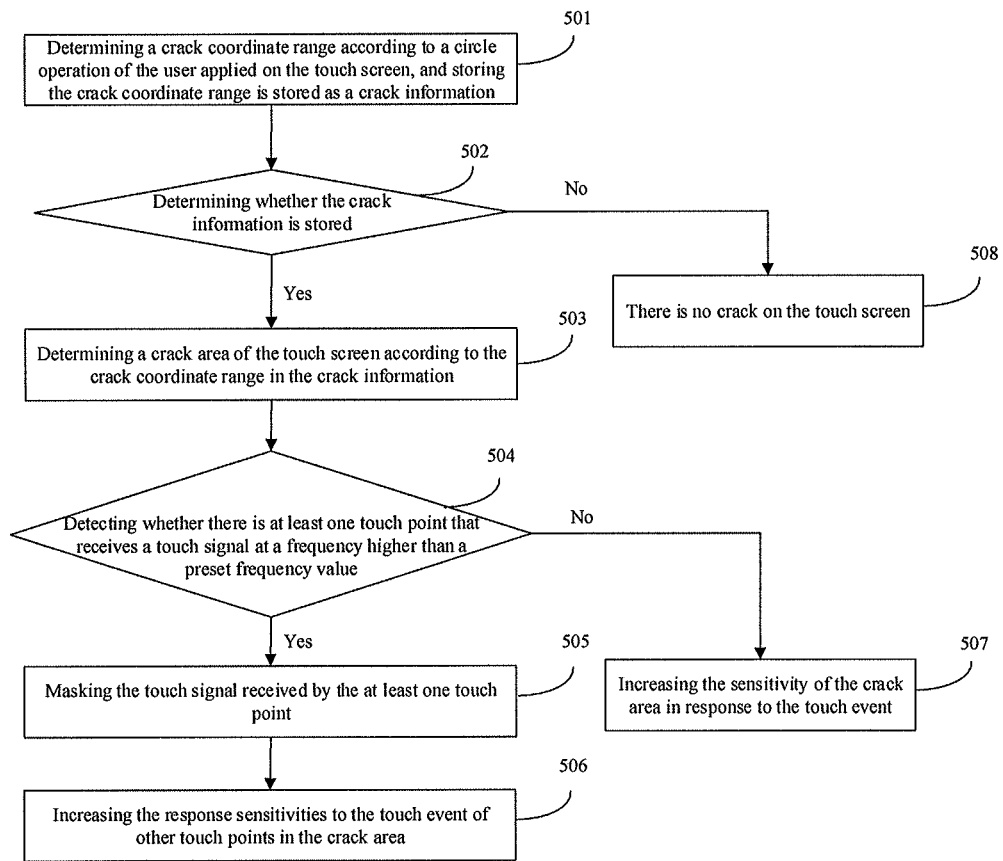 501
Determining a crack coordinate range according to a circle
operation of the user applied on the touch screen, and storing
the crack coordinate range is stored as a crack information
502
Determining whether the crack
information is stored
No
508
There is no crack on the touch screen
Yes
503
Determining a crack area of the touch screen according to the
crack coordinate range in the crack information
504
Detecting whether there is at least one touch point that
receives a touch signal at a frequency higher than a
preset frequency value
No
Yes
505
Masking the touch signal received by the at least one touch
point
507
Increasing the sensitivity of the crack
area in response to the touch event
506
Increasing the response sensitivities to the touch event of
other touch points in the crack area